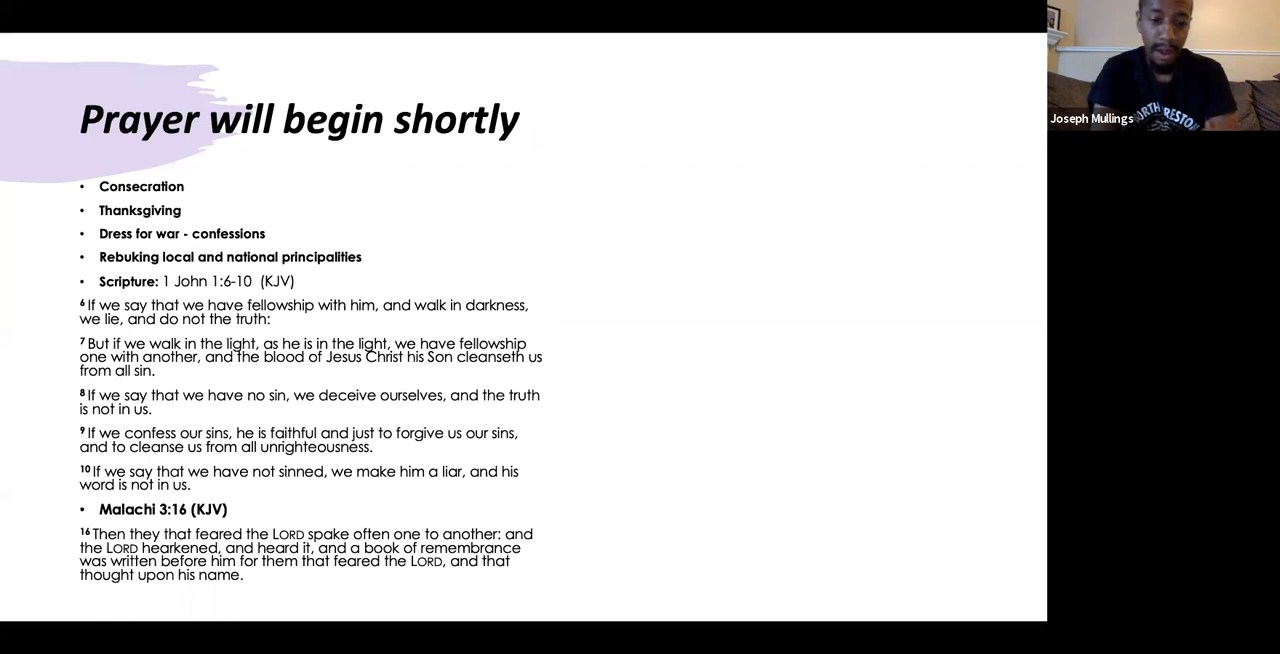 Prayer will begin shortly
• Consecration
• Thanksgiving
• Dress for war - confessions
• Rebuking local and national principalities
• Scripture: 1 John 1:6-10 (KJV)
6 If we say that we have fellowship with him, and walk in darkness,
we lie, and do not the truth:
7 But if we walk in the light, as he is in the light, we have fellowship
one with another, and the blood of Jesus Christ his Son cleanseth us
from all sin.
8 If we say that we have no sin, we deceive ourselves, and the truth
is not in us.
9 If we confess our sins, he is faithful and just to forgive us our sins,
and to cleanse us from all unrighteousness.
10 If we say that we have not sinned, we make him a liar, and his
word is not in us.
• Malachi 3:16 (KJV)
16 Then they that feared the LORD spake often one to another: and
the LORD hearkened, and heard it, and a book of remembrance
was written before him for them that feared the LORD, and that
thought upon his name.
Joseph Mullings